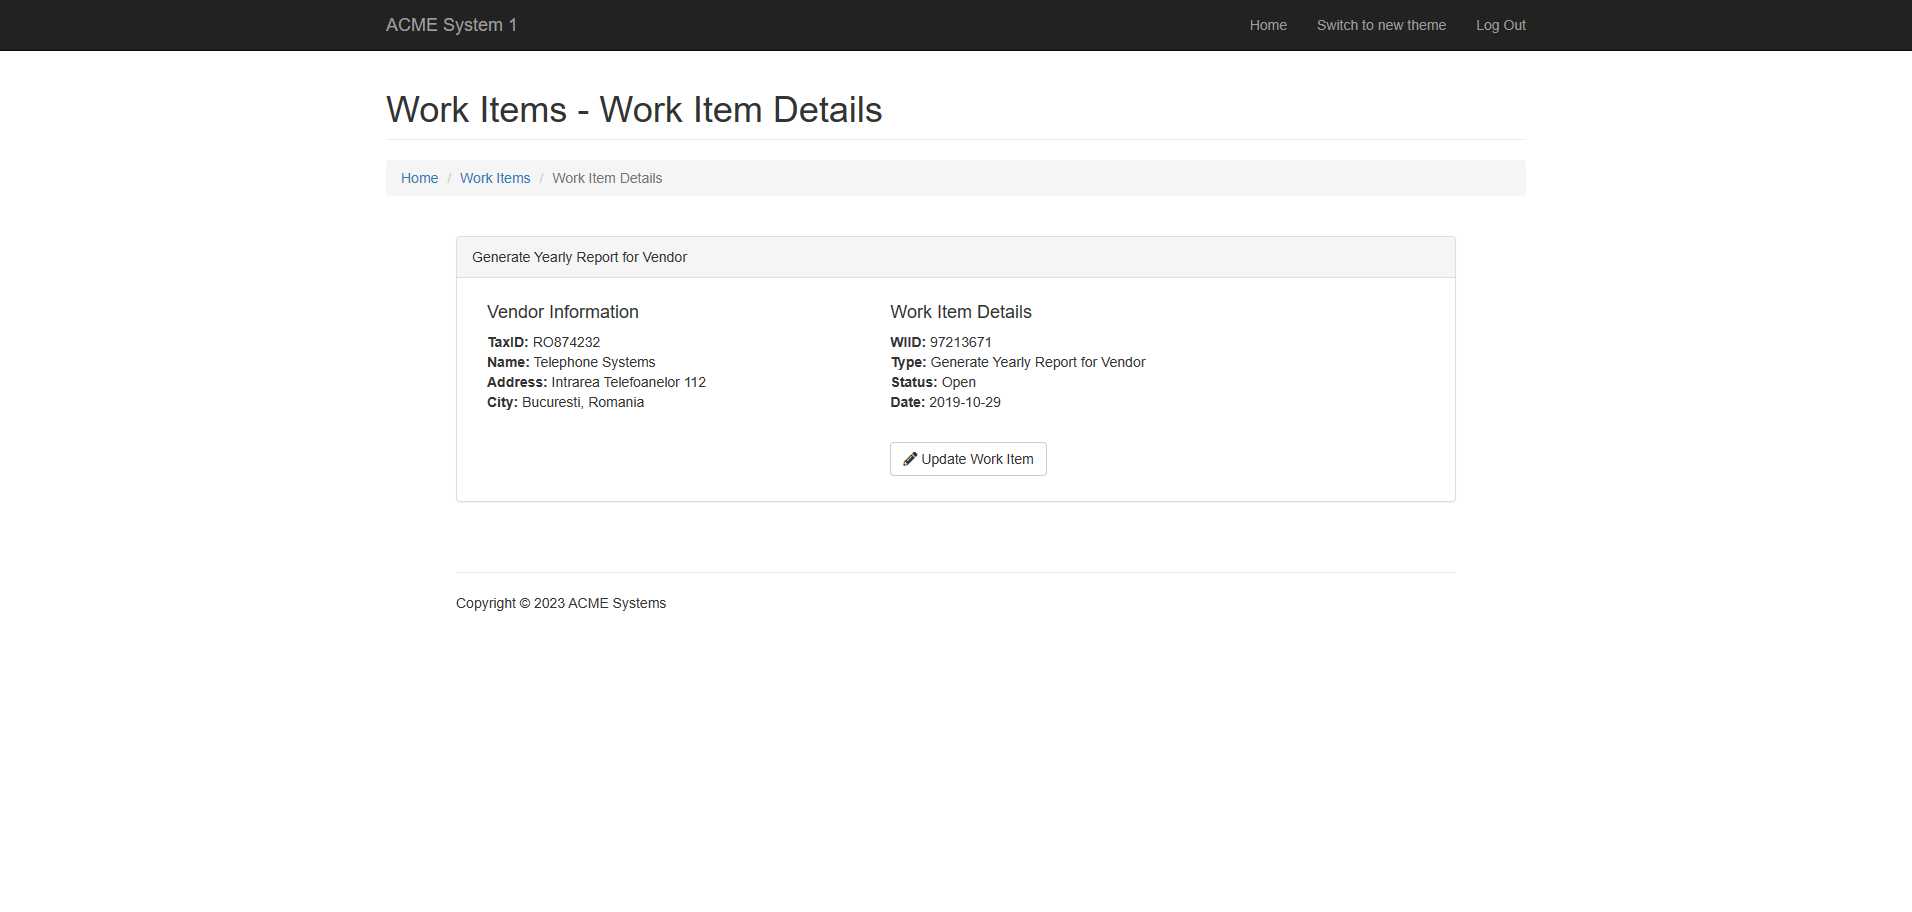 ACME System 1
Home
Switch to new theme
Log Out
Work Items - Work Item Details
Home / Work Items / Work Item Details
Generate Yearly Report for Vendor
Vendor Information
TaxID: RO874232
Name: Telephone Systems
Address: Intrarea Telefoanelor 112
City: Bucuresti, Romania
Work Item Details
WIID: 97213671
Type: Generate Yearly Report for Vendor
Status: Open
Date: 2019-10-29
Update Work Item
Copyright © 2023 ACME Systems